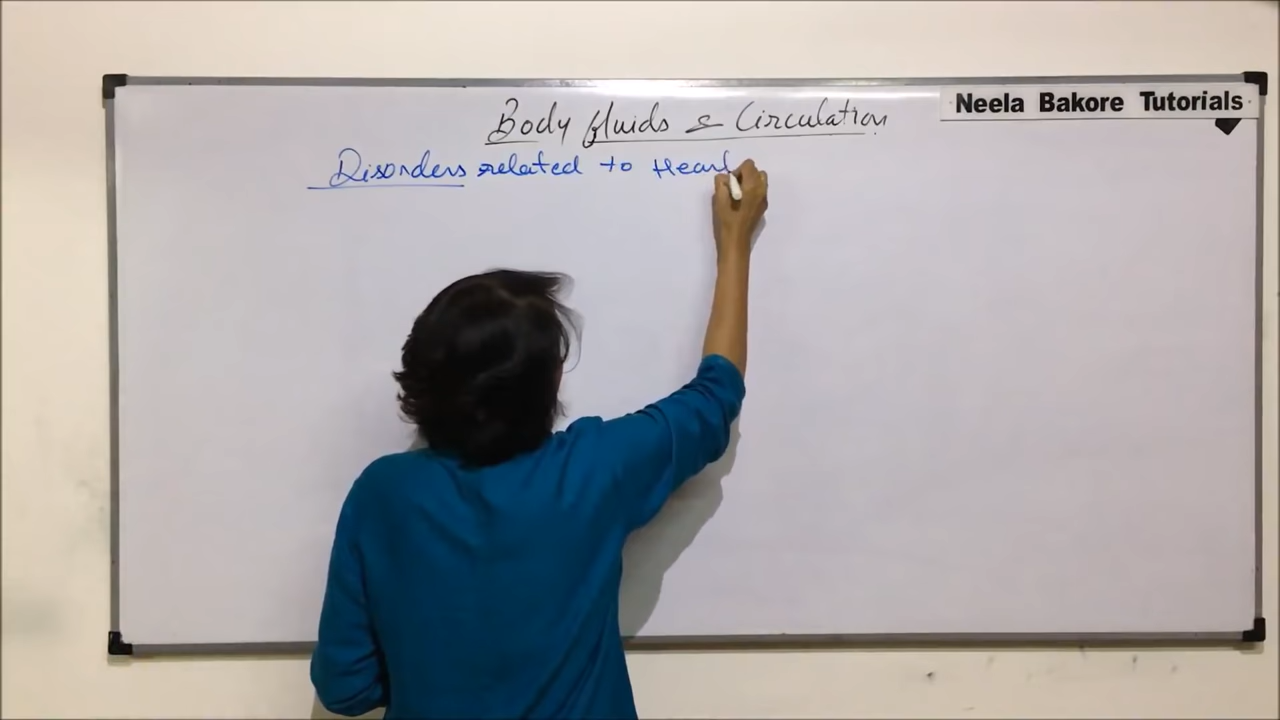 Neela Bakore Tutorials
Body fluids & Circulation
Disorders related to Heart